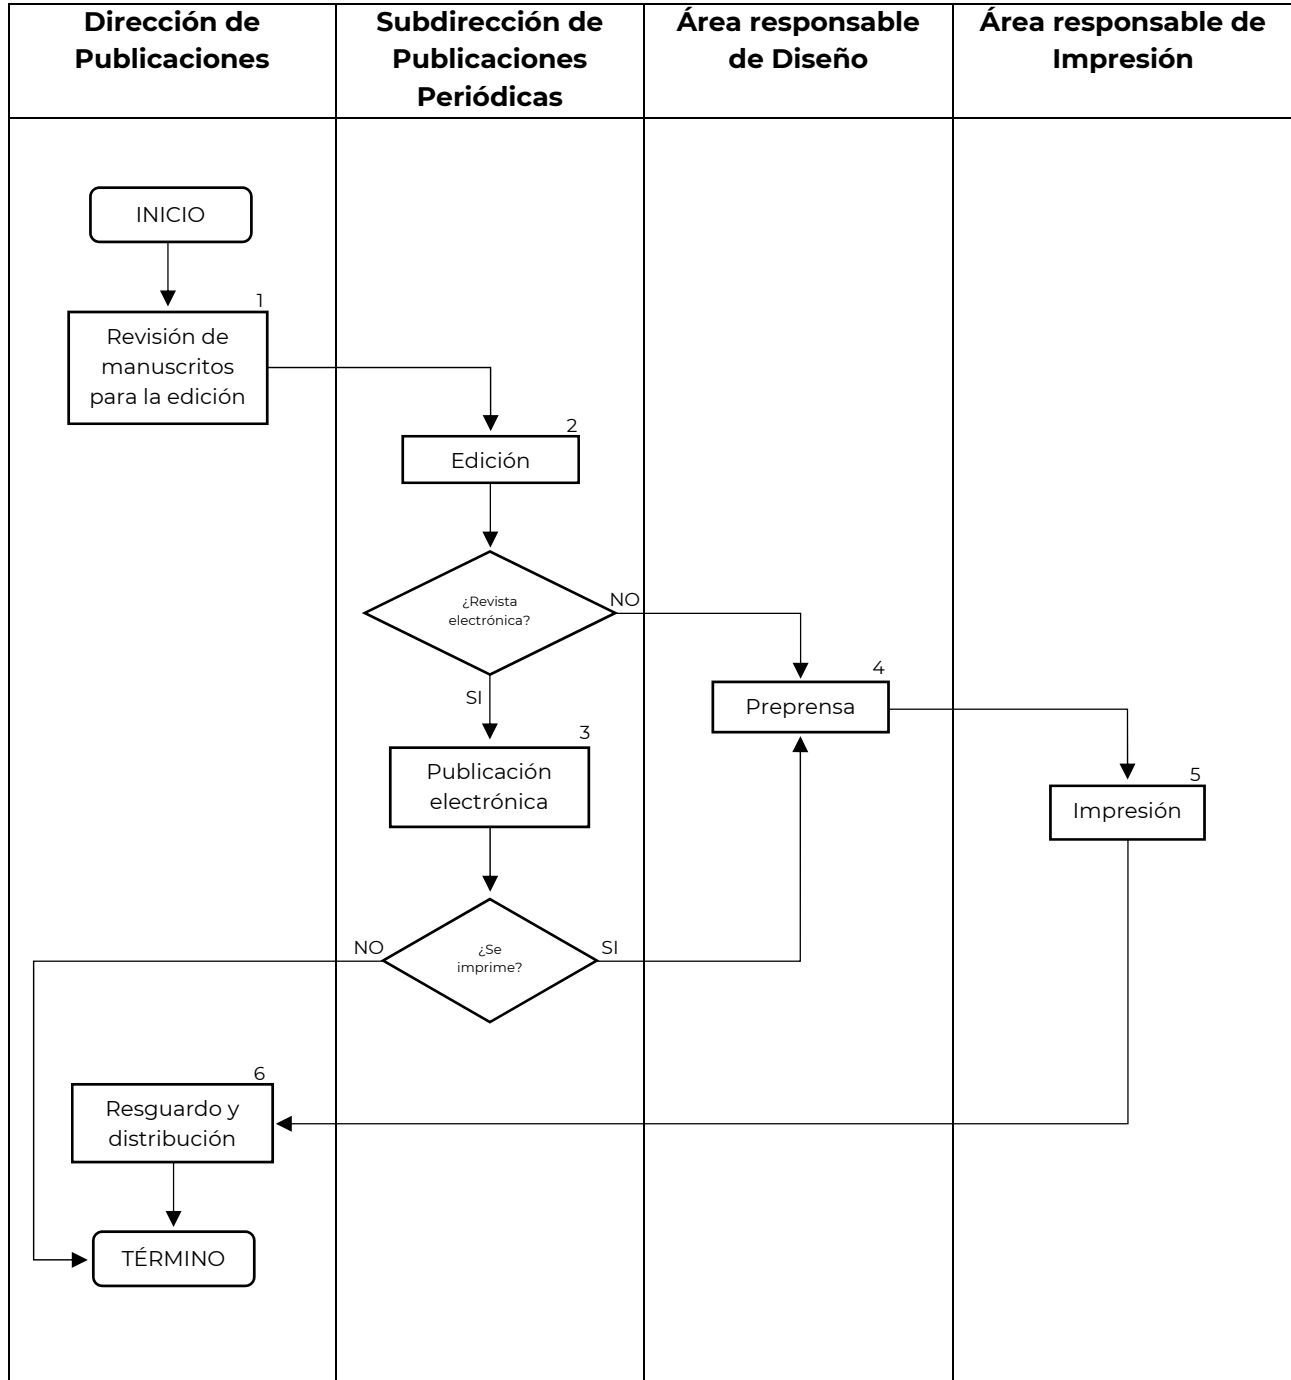 Dirección de
Publicaciones
Subdirección de
Publicaciones
Periódicas
Área responsable
de Diseño
Área responsable de
Impresión
INICIO
1
Revisión de
manuscritos
para la edición
2
Edición
¿Revista
electrónica?
NO
SI
4
Preprensa
3
Publicación
electrónica
5
Impresión
NO
¿Se
imprime?
SI
6
Resguardo y
distribución
TÉRMINO